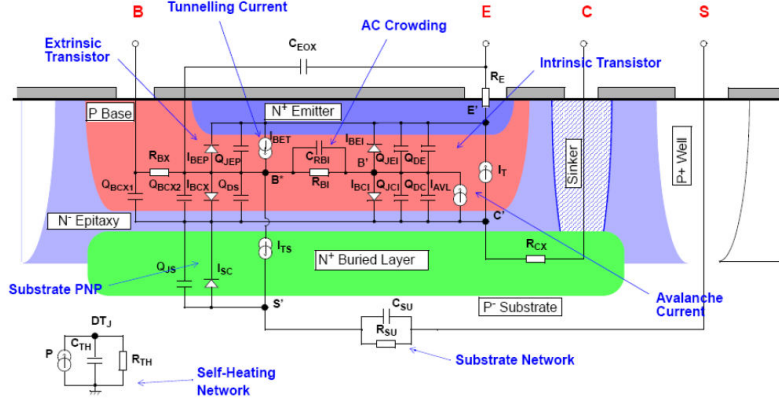 B
Tunnelling Current
E
C
S
Extrinsic
Transistor
AC Crowding
C_EOX
R_E
Intrinsic Transistor
P Base
N+ Emitter
E'
I_BET
I_BEP
Q_JEP
C_RBI
I_BEI
Q_JEI
Q_DE
I_T
R_BX
B*
R_BI
B'
Q_BCX1
Q_BCX2
I_BCX
Q_DS
I_BCI
Q_JCI
Q_DC
I_AVL
Sinker
P+ Well
N- Epitaxy
C'
I_TS
N+ Buried Layer
R_CX
Q_JS
I_SC
Substrate PNP
S'
P- Substrate
Avalanche
Current
C_SU
R_SU
Substrate Network
DT_J
P
C_TH
R_TH
Self-Heating
Network